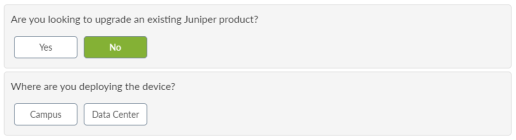 Are you looking to upgrade an existing Juniper product?
Yes No
Where are you deploying the device?
Campus Data Center